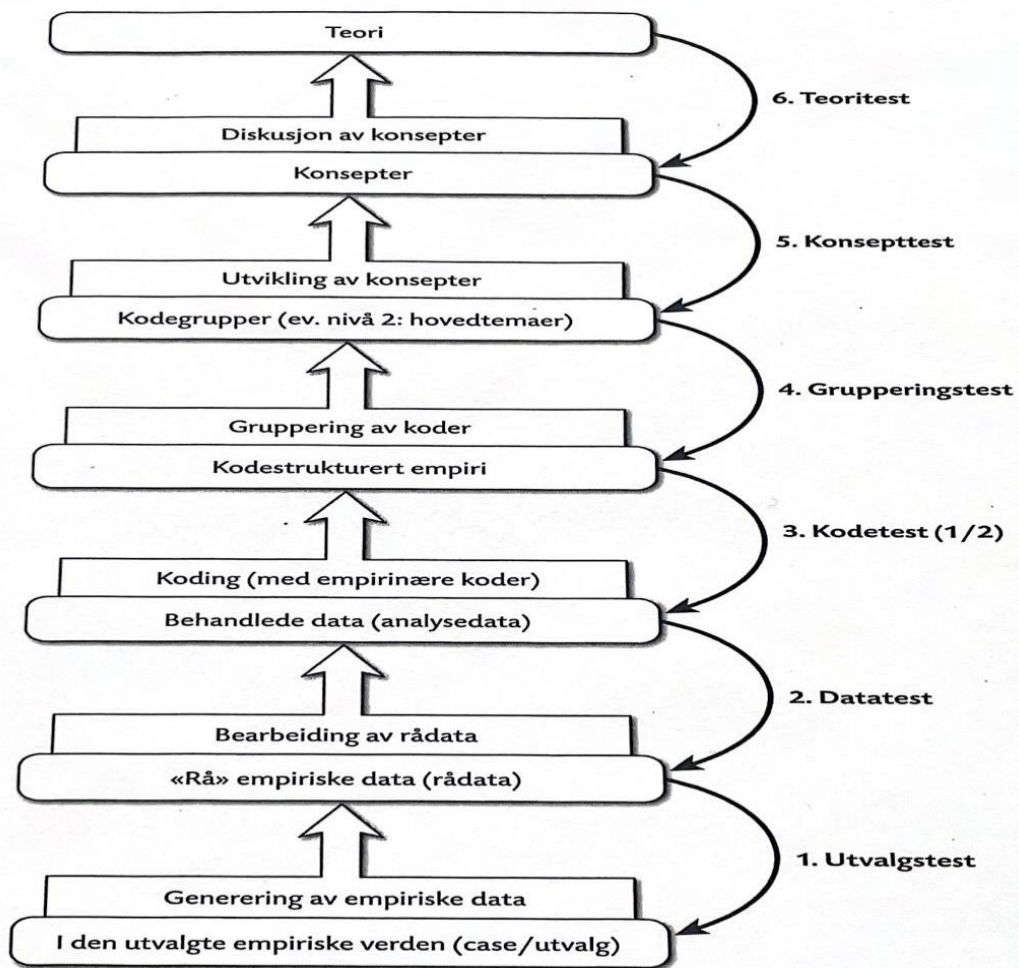 Teori
6. Teoritest
Diskusjon av konsepter
Konsepter
5. Konsepttest
Utvikling av konsepter
Kodegrupper (ev. nivå 2: hovedtemaer)
4. Grupperingstest
Gruppering av koder
Kodestrukturert empiri
3. Kodetest (1/2)
Koding (med empirinære koder)
Behandlede data (analysedata)
2. Datatest
Bearbeiding av rådata
«Rå» empiriske data (rådata)
1. Utvalgstest
Generering av empiriske data
I den utvalgte empiriske verden (case/utvalg)